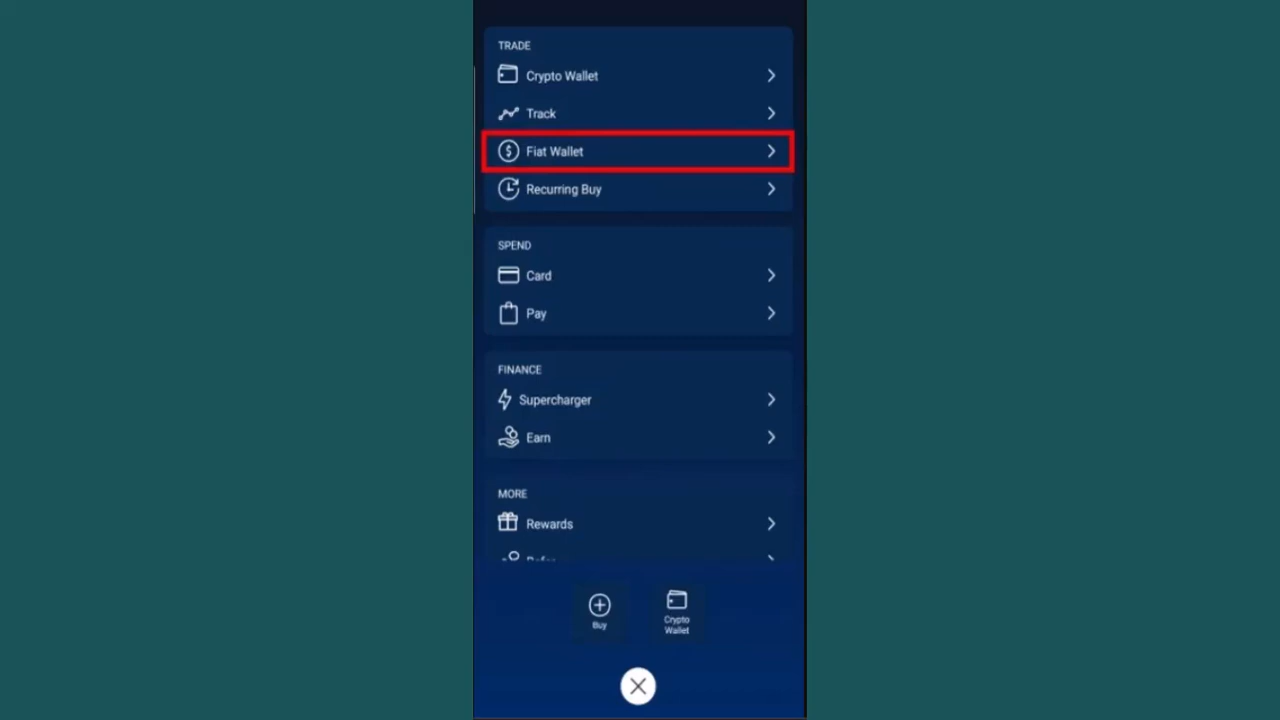 TRADE
Crypto Wallet
Track
Fiat Wallet
Recurring Buy
SPEND
Card
Pay
FINANCE
Supercharger
Earn
MORE
Rewards
Buy
Crypto
Wallet